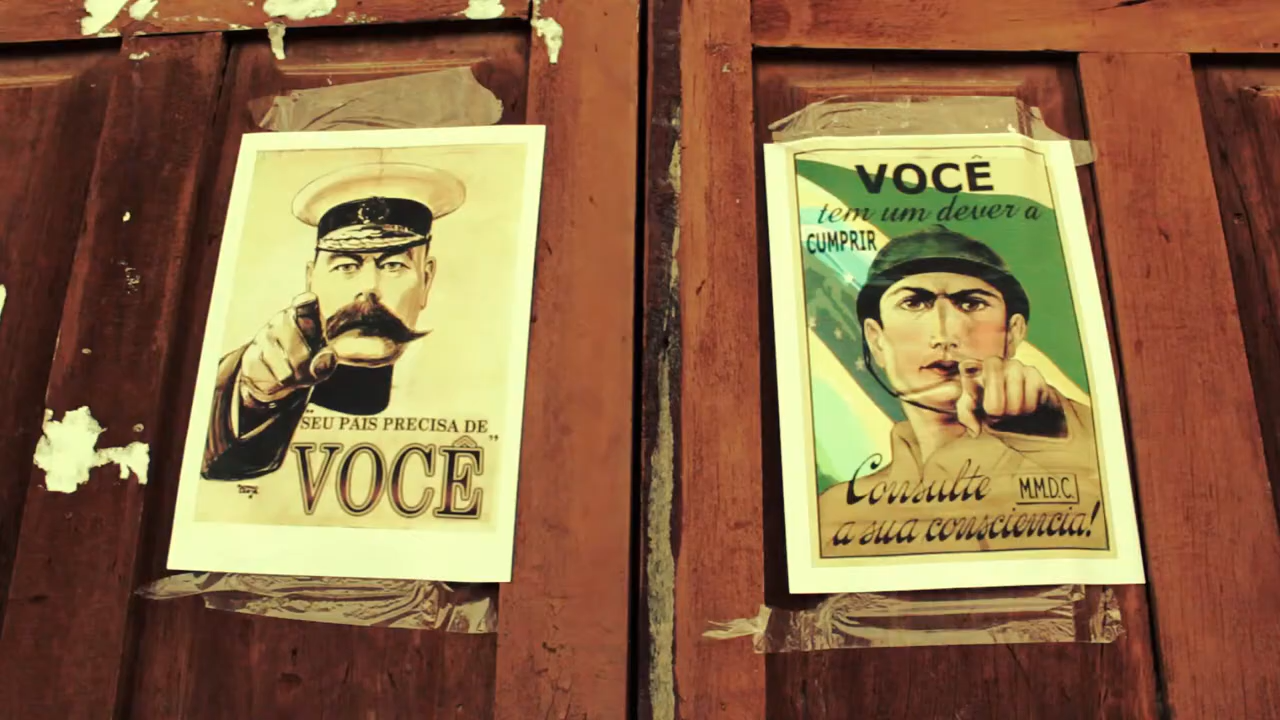 "SEU PAIS PRECISA DE
VOCÊ"
VOCÊ
tem um dever a
CUMPRIR
Consulte M.M.D.C.
a sua consciencia!